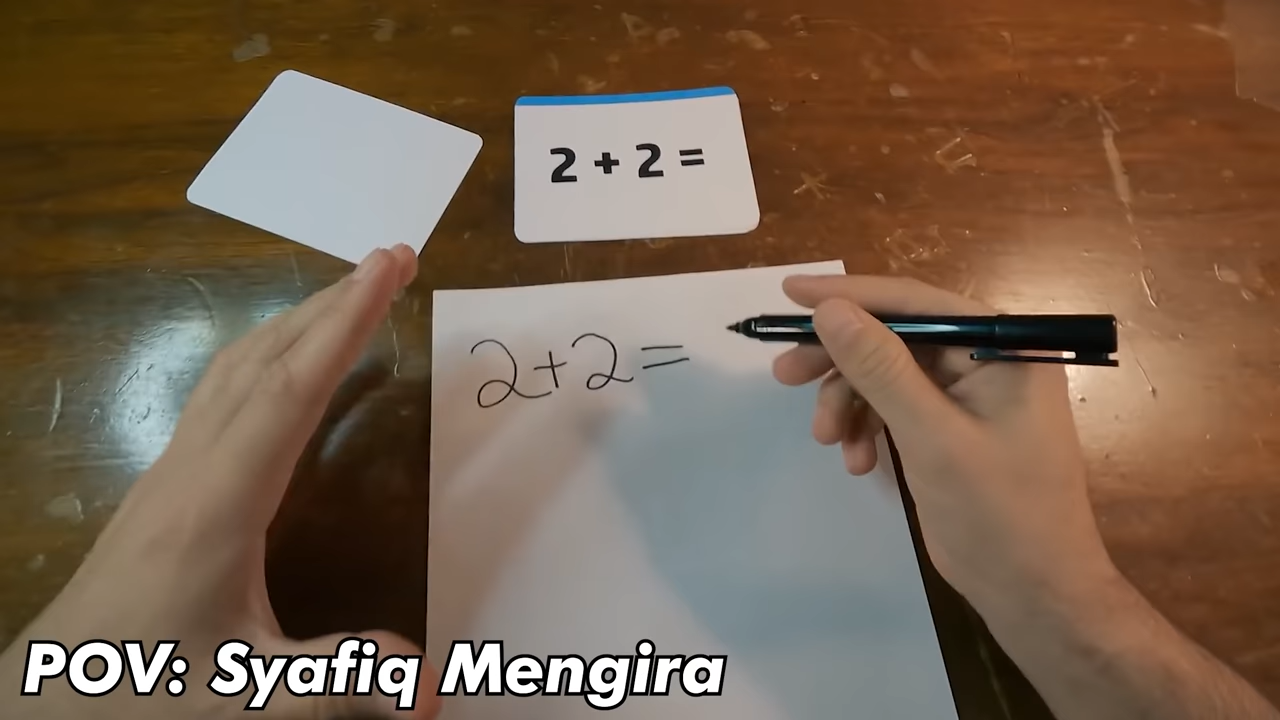 2 + 2 =
2+2=
POV: Syafiq Mengira